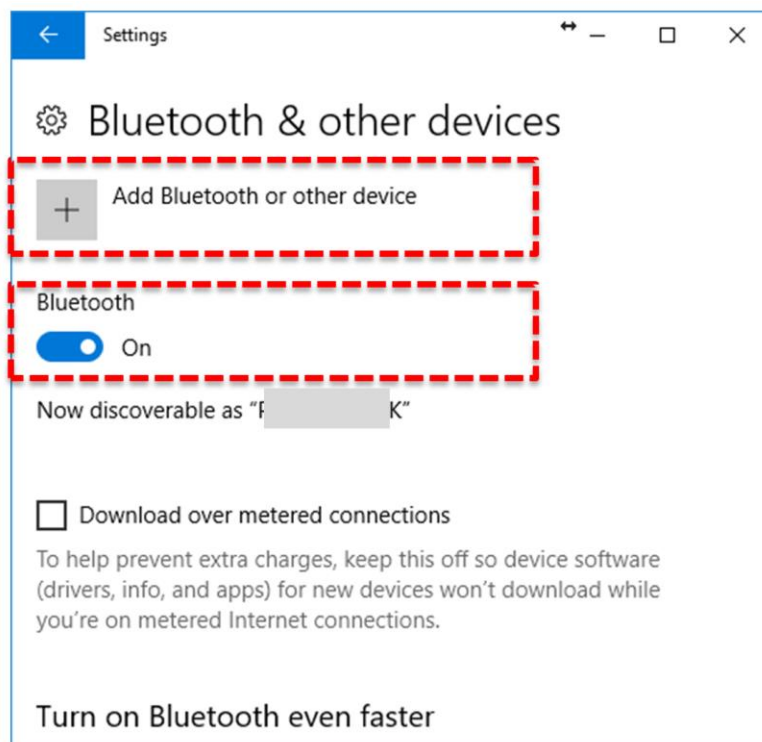 Settings
Bluetooth & other devices
Add Bluetooth or other device
Bluetooth
On
Now discoverable as “ K”
Download over metered connections
To help prevent extra charges, keep this off so device software
(drivers, info, and apps) for new devices won’t download while
you’re on metered Internet connections.
Turn on Bluetooth even faster